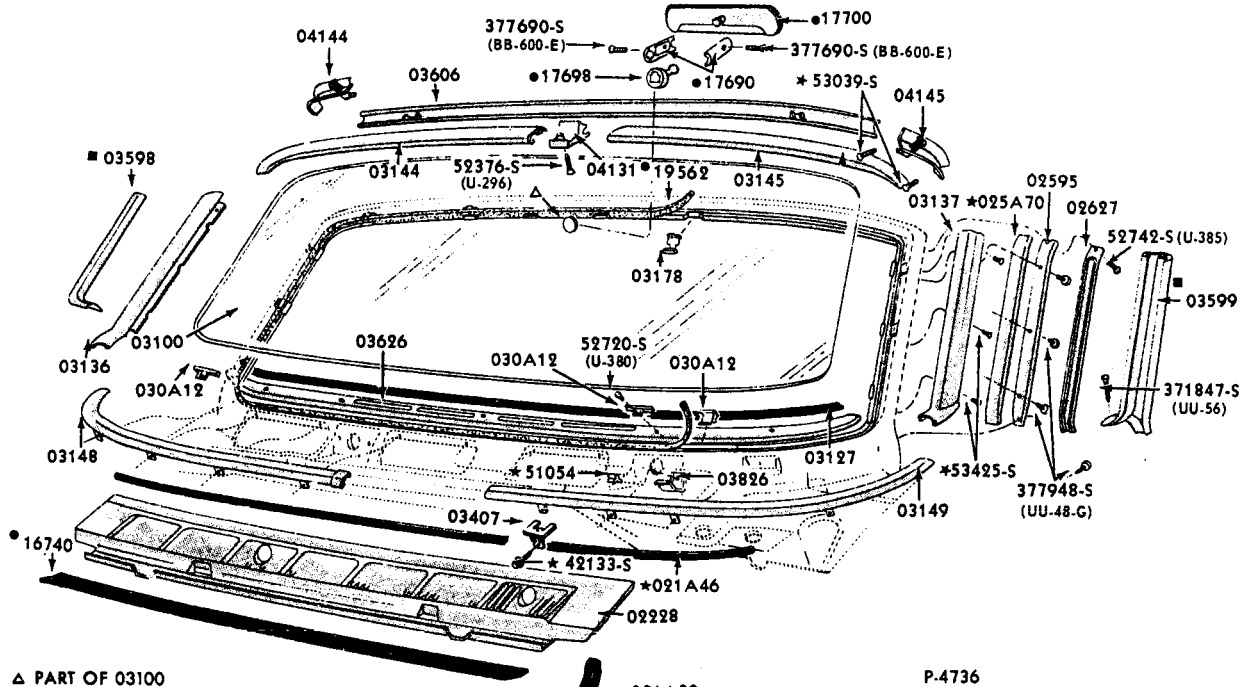 ●17700
377690-S
(BB-600-E)
04144
377690-S (BB-600-E)
03606
●17698
●17690
★53039-S
04145
■ 03598
03144
52376-S
(U-296)
04131
●19562
03145
△
03137
★025A70
02595
02627
52742-S (U-385)
03178
■
03599
03136
03100
03626
52720-S
(U-380)
030A12
030A12
030A12
371847-S
(UU-56)
03148
03127
★53425-S
★51054
03826
377948-S
(UU-48-G)
03149
03407
●16740
★ 42133-S
★021A46
02228
△ PART OF 03100
P-4736